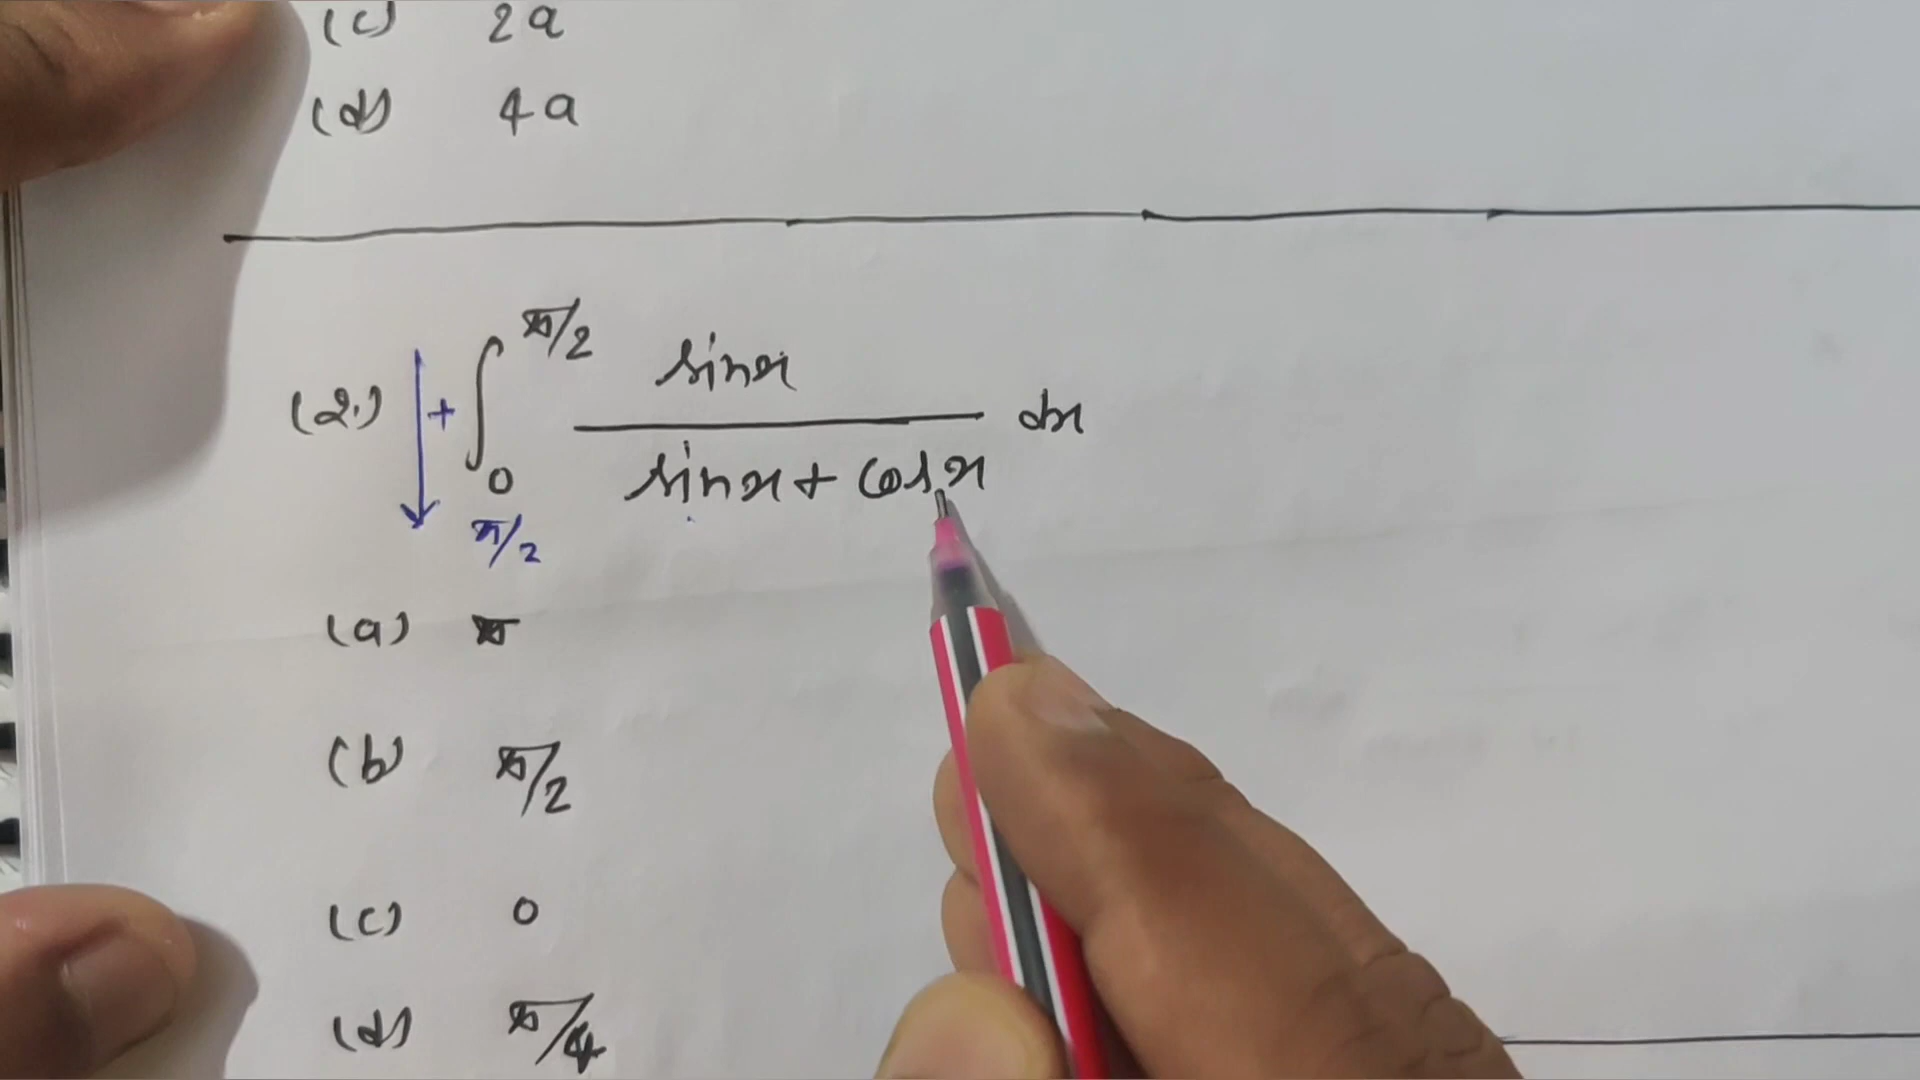 (c) 2a
(d) 4a
(2.) + ∫ π/2 sinx
0 sinx + cosx dx
π/2
(a) π
(b) π/2
(c) 0
(d) π/4